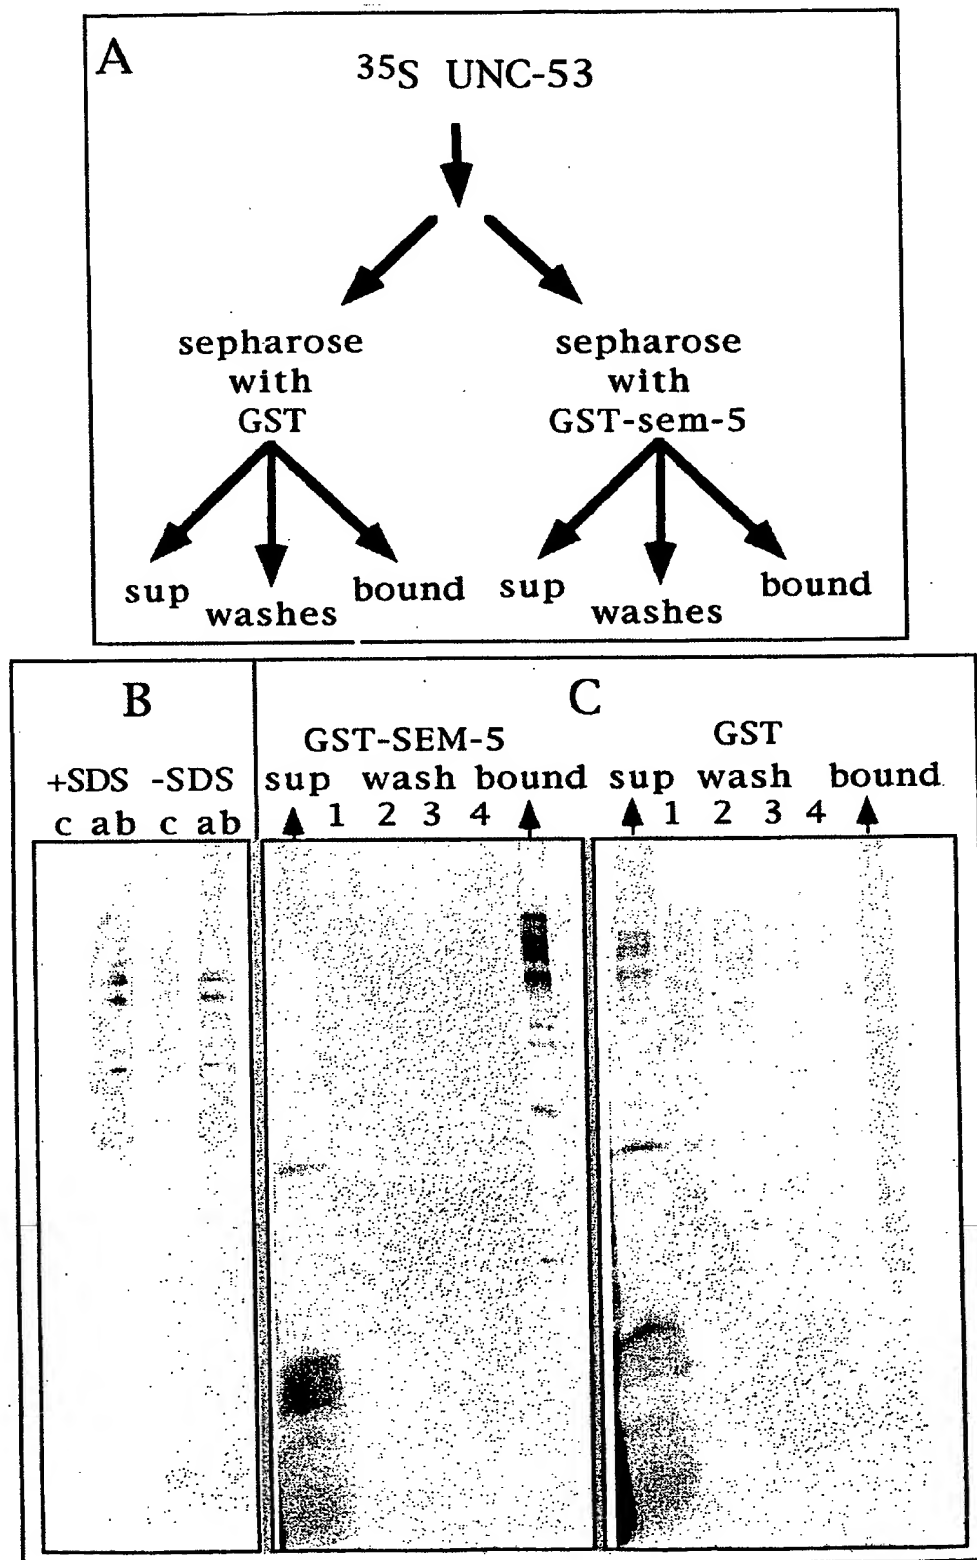 A
35S UNC-53
sepharose
with
GST
sepharose
with
GST-sem-5
sup
washes
bound
sup
washes
bound
B
+SDS -SDS
c ab c ab
C
GST-SEM-5
sup wash bound
1 2 3 4
GST
sup wash bound
1 2 3 4